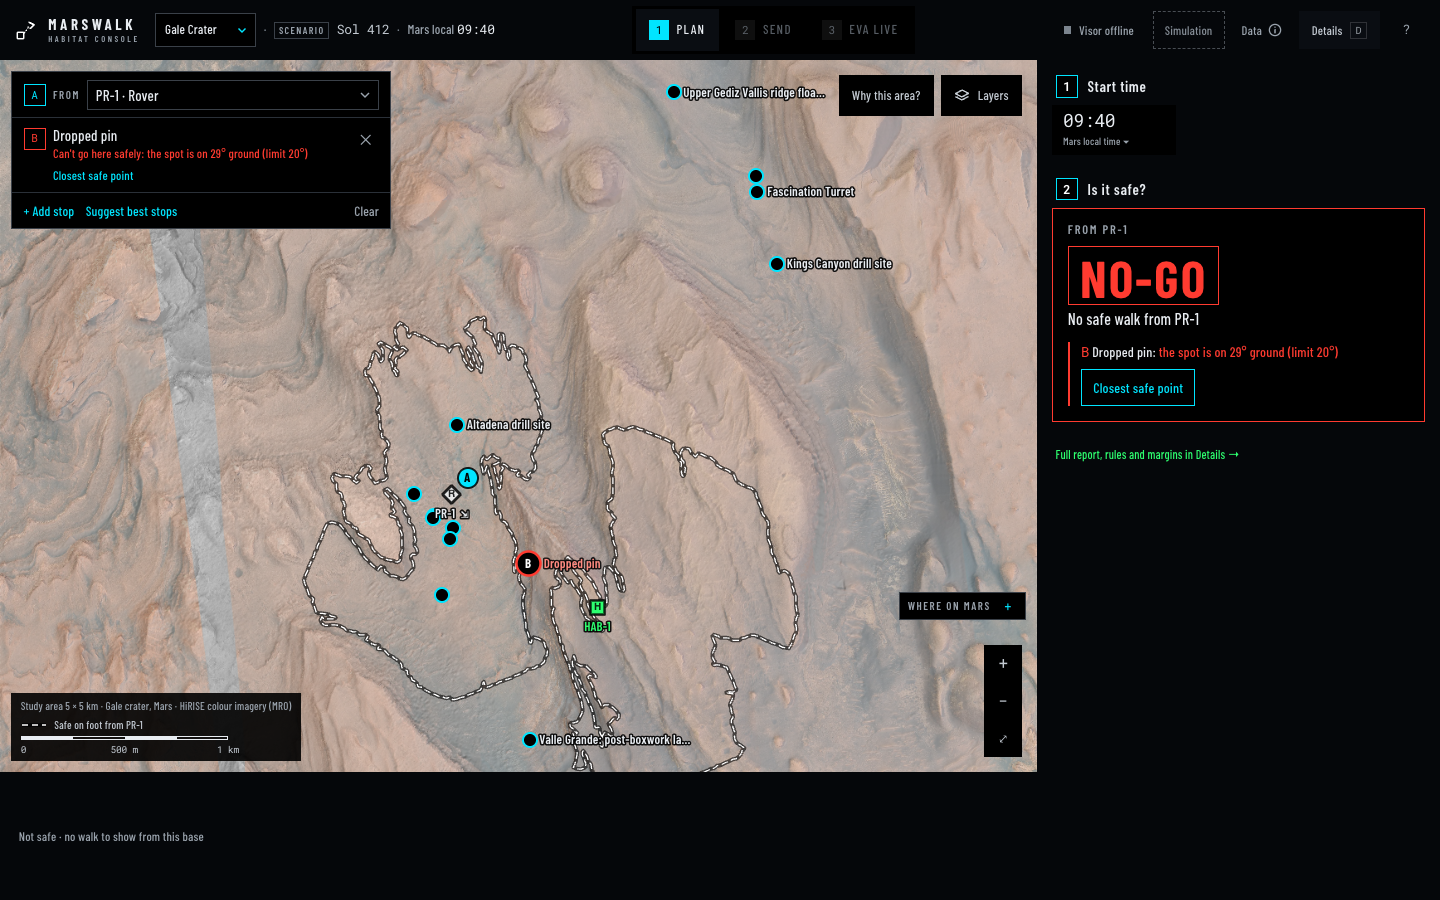 MARSWALK
HABITAT CONSOLE
Gale Crater
· SCENARIO Sol 412 · Mars local 09:40
1 PLAN
2 SEND
3 EVA LIVE
Visor offline
Simulation
Data
Details D
?
A FROM PR-1 · Rover
B Dropped pin
Can't go here safely: the spot is on 29° ground (limit 20°)
Closest safe point
+ Add stop Suggest best stops Clear
Upper Gediz Vallis ridge floa...
Why this area?
Layers
Fascination Turret
Kings Canyon drill site
Altadena drill site
A
PR-1
B Dropped pin
H
HAB-1
WHERE ON MARS +
+
−
Valle Grande: post-boxwork la...
Study area 5 × 5 km · Gale crater, Mars · HiRISE colour imagery (MRO)
Safe on foot from PR-1
0 500 m 1 km
1 Start time
09:40
Mars local time
2 Is it safe?
FROM PR-1
NO-GO
No safe walk from PR-1
B Dropped pin: the spot is on 29° ground (limit 20°)
Closest safe point
Full report, rules and margins in Details →
Not safe · no walk to show from this base